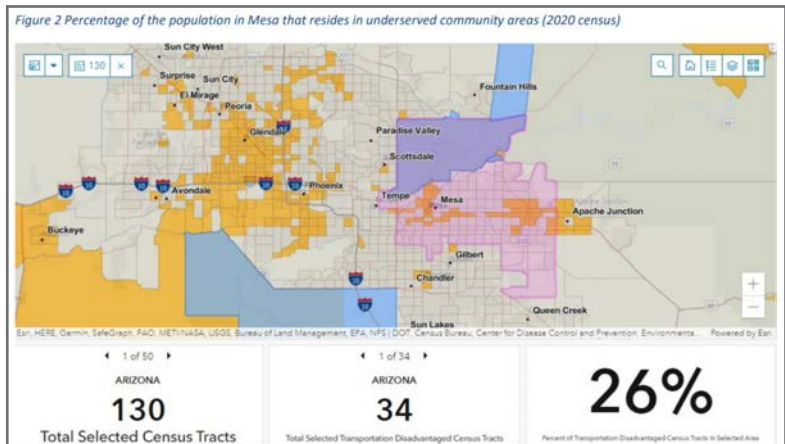 Figure 2 Percentage of the population in Mesa that resides in underserved community areas (2020 census)
130
Sun City West
Surprise
Sun City
El Mirage
Peoria
Glendale
Fountain Hills
Paradise Valley
Scottsdale
Phoenix
Avondale
Tempe
Mesa
Apache Junction
Buckeye
Gilbert
Chandler
Queen Creek
Sun Lakes
Esri, HERE, Garmin, SafeGraph, FAO, METI/NASA, USGS, Bureau of Land Management, EPA, NPS | DOT, Census Bureau, Center for Disease Control and Prevention, Environmenta... Powered by Esri
1 of 50
ARIZONA
130
Total Selected Census Tracts
1 of 34
ARIZONA
34
Total Selected Transportation Disadvantaged Census Tracts
26%
Percent of Transportation Disadvantaged Census Tracts in Selected Area